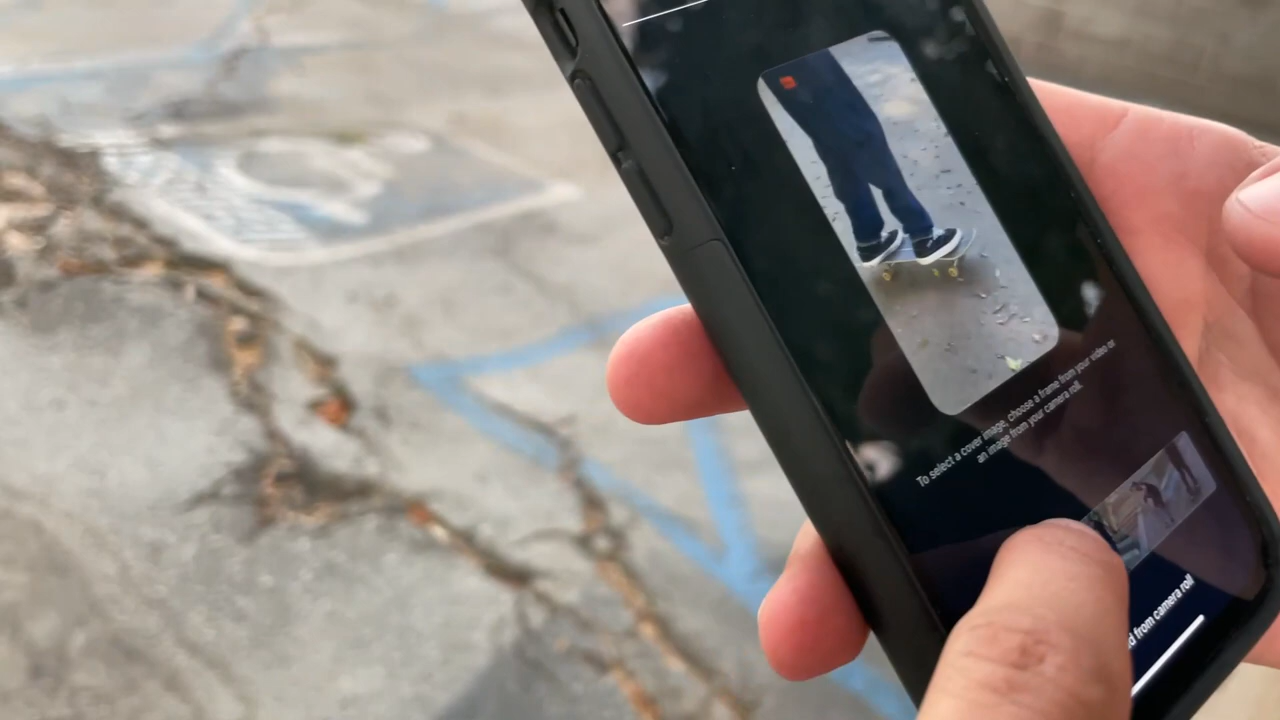 To select a cover image, choose a frame from your video or
an image from your camera roll.
from camera roll